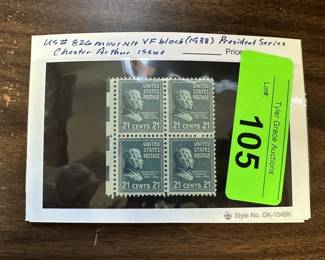 US# 826 MINT NH VF block (1938) President Series
Chester Arthur issue
Price
Lot#
105
Tyler Grace Auctions
UNITED STATES POSTAGE
21 CENTS 21
UNITED STATES POSTAGE
21 CENTS 21
UNITED STATES POSTAGE
21 CENTS 21
UNITED STATES POSTAGE
21 CENTS 21
Style No. GK-104BK